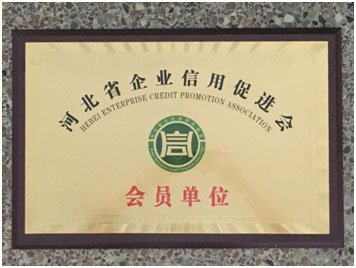 河北省企业信用促进会
HEBEI ENTERPRISE CREDIT PROMOTION ASSOCIATION
信
会员单位